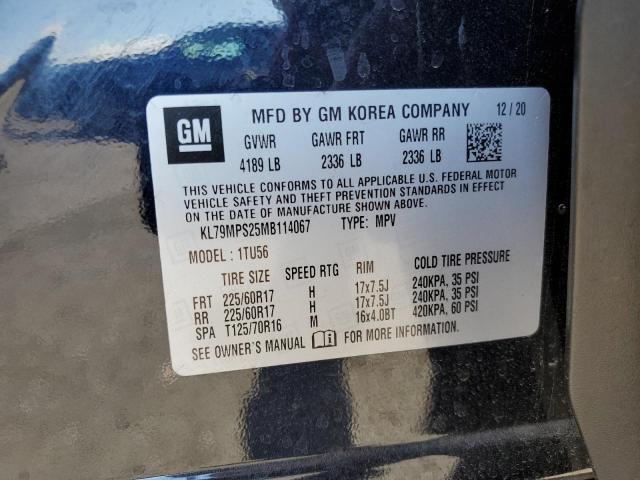 GM MFD BY GM KOREA COMPANY 12/20
GVWR GAWR FRT GAWR RR
4189 LB 2336 LB 2336 LB
THIS VEHICLE CONFORMS TO ALL APPLICABLE U.S. FEDERAL MOTOR
VEHICLE SAFETY AND THEFT PREVENTION STANDARDS IN EFFECT
ON THE DATE OF MANUFACTURE SHOWN ABOVE.
KL79MPS25MB114067 TYPE: MPV
MODEL : 1TU56
TIRE SIZE SPEED RTG RIM COLD TIRE PRESSURE
FRT 225/60R17 H 17x7.5J 240KPA, 35 PSI
RR 225/60R17 H 17x7.5J 240KPA, 35 PSI
SPA T125/70R16 M 16x4.0BT 420KPA, 60 PSI
SEE OWNER'S MANUAL FOR MORE INFORMATION.